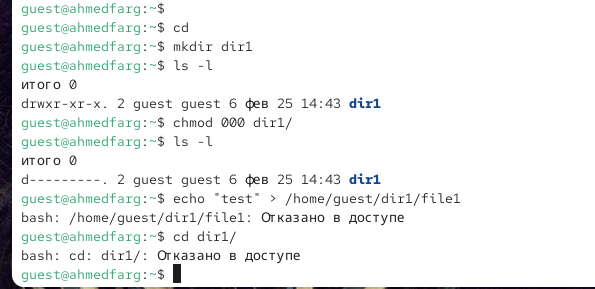 guest@ahmedfarg:~$
guest@ahmedfarg:~$ cd
guest@ahmedfarg:~$ mkdir dir1
guest@ahmedfarg:~$ ls -l
итого 0
drwxr-xr-x. 2 guest guest 6 фев 25 14:43 dir1
guest@ahmedfarg:~$ chmod 000 dir1/
guest@ahmedfarg:~$ ls -l
итого 0
d---------. 2 guest guest 6 фев 25 14:43 dir1
guest@ahmedfarg:~$ echo "test" > /home/guest/dir1/file1
bash: /home/guest/dir1/file1: Отказано в доступе
guest@ahmedfarg:~$ cd dir1/
bash: cd: dir1/: Отказано в доступе
guest@ahmedfarg:~$